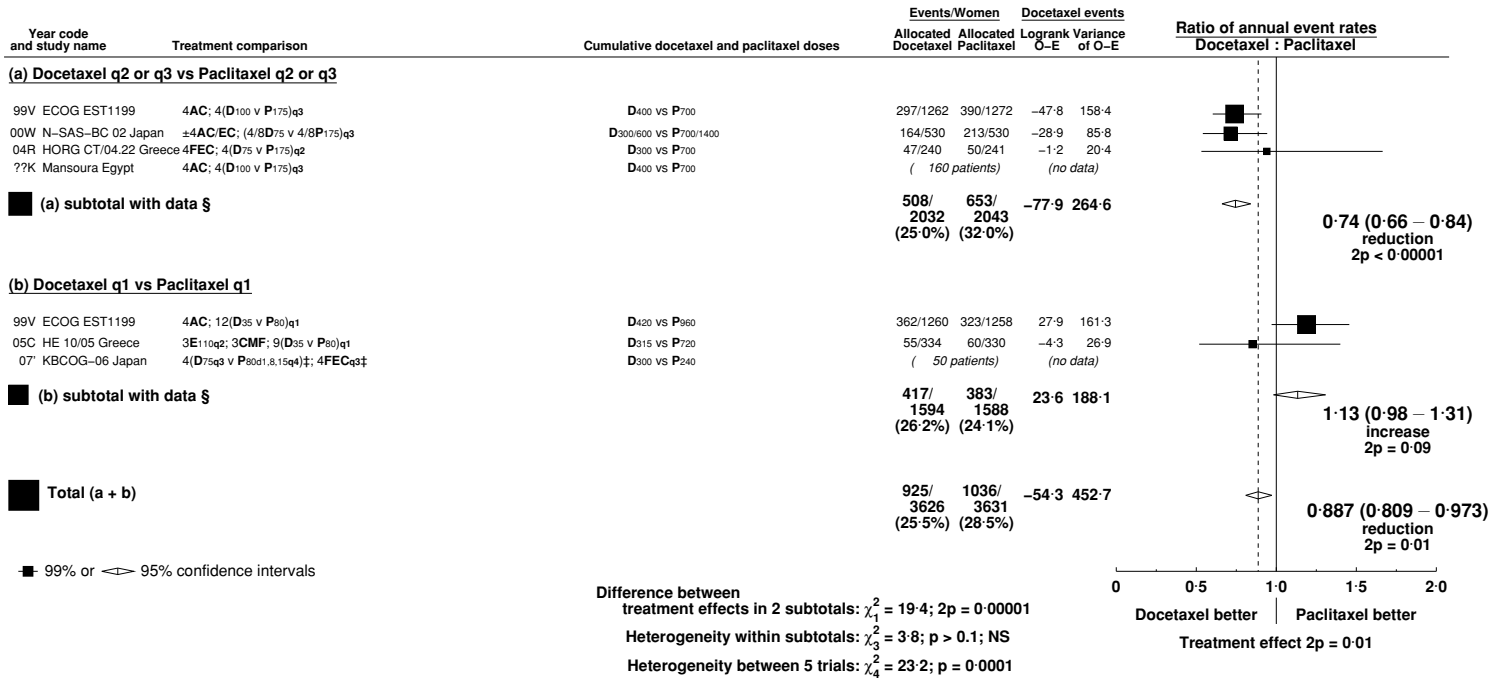 Events/Women Docetaxel events
Year code and study name Treatment comparison Cumulative docetaxel and paclitaxel doses Allocated Docetaxel Allocated Paclitaxel Logrank O−E Variance of O−E Ratio of annual event rates Docetaxel : Paclitaxel
(a) Docetaxel q2 or q3 vs Paclitaxel q2 or q3
99V ECOG EST1199 4AC; 4(D100 v P175)q3 D400 vs P700 297/1262 390/1272 −47·8 158·4
00W N−SAS−BC 02 Japan ±4AC/EC; (4/8D75 v 4/8P175)q3 D300/600 vs P700/1400 164/530 213/530 −28·9 85·8
04R HORG CT/04.22 Greece 4FEC; 4(D75 v P175)q2 D300 vs P700 47/240 50/241 −1·2 20·4
??K Mansoura Egypt 4AC; 4(D100 v P175)q3 D400 vs P700 ( 160 patients) (no data)
(a) subtotal with data § 508/2032 (25·0%) 653/2043 (32·0%) −77·9 264·6
0·74 (0·66 − 0·84)
reduction
2p < 0·00001
(b) Docetaxel q1 vs Paclitaxel q1
99V ECOG EST1199 4AC; 12(D35 v P80)q1 D420 vs P960 362/1260 323/1258 27·9 161·3
05C HE 10/05 Greece 3E110q2; 3CMF; 9(D35 v P80)q1 D315 vs P720 55/334 60/330 −4·3 26·9
07' KBCOG−06 Japan 4(D75q3 v P80d1,8,15q4)‡; 4FECq3‡ D300 vs P240 ( 50 patients) (no data)
(b) subtotal with data § 417/1594 (26·2%) 383/1588 (24·1%) 23·6 188·1
1·13 (0·98 − 1·31)
increase
2p = 0·09
Total (a + b) 925/3626 (25·5%) 1036/3631 (28·5%) −54·3 452·7
0·887 (0·809 − 0·973)
reduction
2p = 0·01
99% or 95% confidence intervals
0 0·5 1·0 1·5 2·0
Docetaxel better Paclitaxel better
Treatment effect 2p = 0·01
Difference between
treatment effects in 2 subtotals: χ²₁ = 19·4; 2p = 0·00001
Heterogeneity within subtotals: χ²₃ = 3·8; p > 0·1; NS
Heterogeneity between 5 trials: χ²₄ = 23·2; p = 0·0001